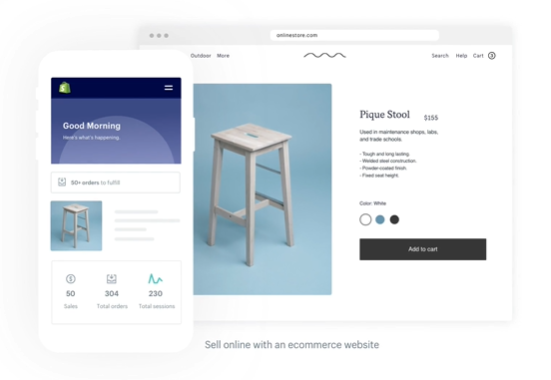 onlinestore.com
Outdoor More
Search Help Cart 3
Good Morning
Here's what's happening.
50+ orders to fulfill
50 304 230
Sales Total orders Total sessions
Pique Stool $155
Used in maintenance shops, labs,
and trade schools.
- Tough and long lasting.
- Welded steel construction.
- Powder-coated finish.
- Fixed seat height.
Color: White
Add to cart
Sell online with an ecommerce website